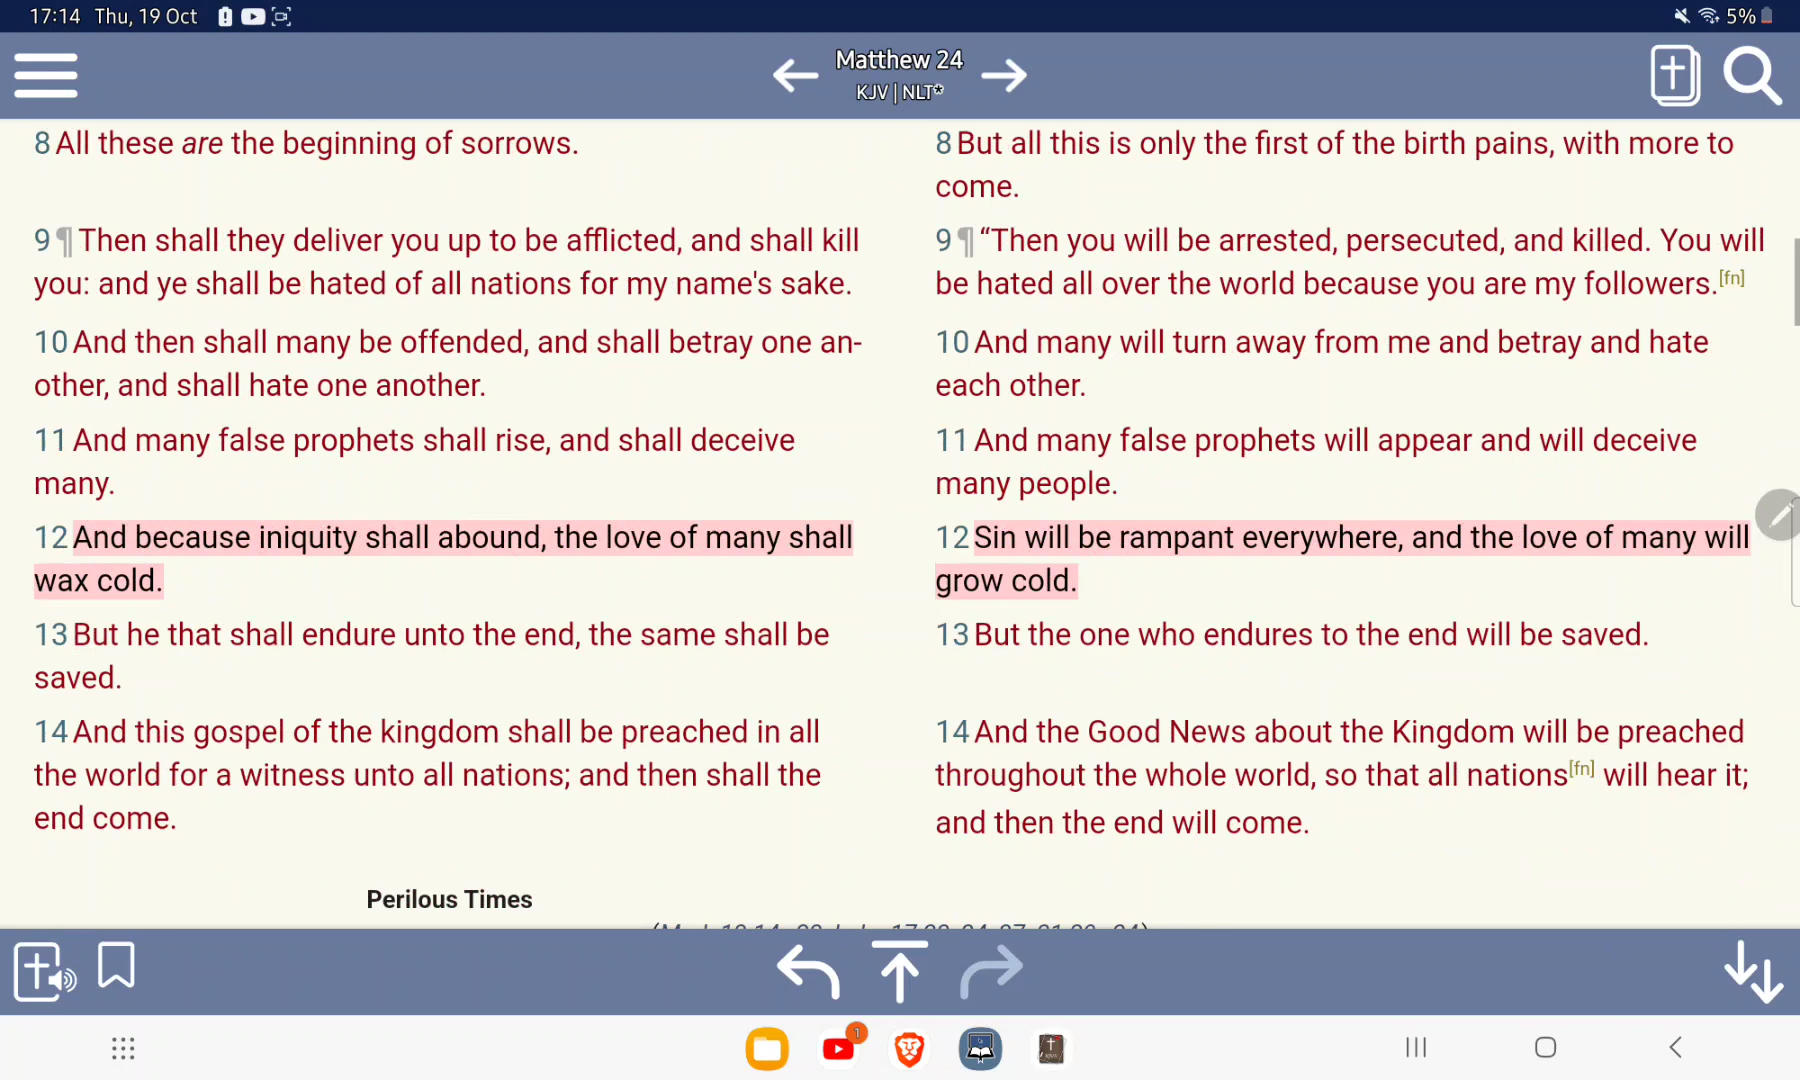 17:14 Thu, 19 Oct
5%
Matthew 24
KJV | NLT*
8 All these are the beginning of sorrows.
9 ¶ Then shall they deliver you up to be afflicted, and shall kill
you: and ye shall be hated of all nations for my name's sake.
10 And then shall many be offended, and shall betray one an-
other, and shall hate one another.
11 And many false prophets shall rise, and shall deceive
many.
12 And because iniquity shall abound, the love of many shall
wax cold.
13 But he that shall endure unto the end, the same shall be
saved.
14 And this gospel of the kingdom shall be preached in all
the world for a witness unto all nations; and then shall the
end come.
8 But all this is only the first of the birth pains, with more to
come.
9 ¶ “Then you will be arrested, persecuted, and killed. You will
be hated all over the world because you are my followers.[fn]
10 And many will turn away from me and betray and hate
each other.
11 And many false prophets will appear and will deceive
many people.
12 Sin will be rampant everywhere, and the love of many will
grow cold.
13 But the one who endures to the end will be saved.
14 And the Good News about the Kingdom will be preached
throughout the whole world, so that all nations[fn] will hear it;
and then the end will come.
Perilous Times
1